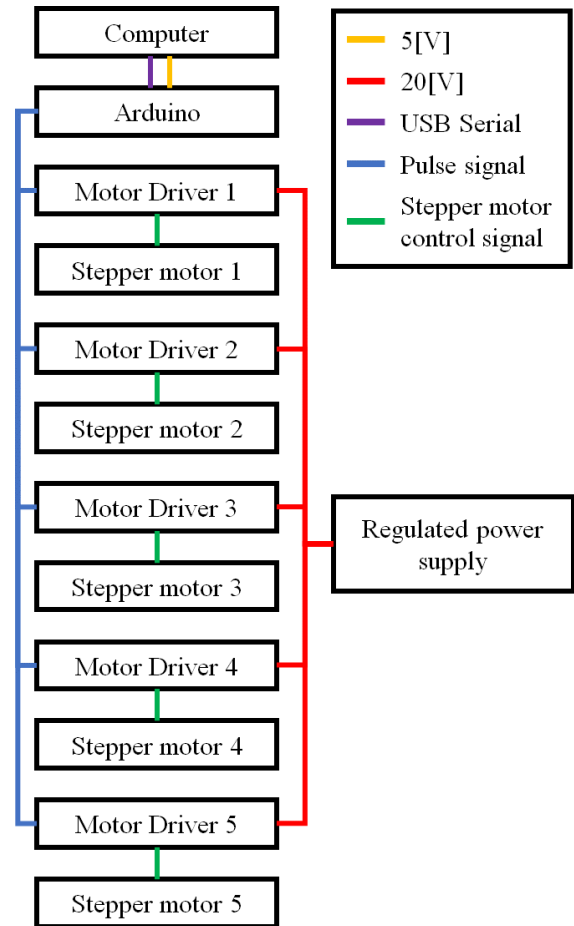 Computer
Arduino
Motor Driver 1
Stepper motor 1
Motor Driver 2
Stepper motor 2
Motor Driver 3
Stepper motor 3
Motor Driver 4
Stepper motor 4
Motor Driver 5
Stepper motor 5
5[V]
20[V]
USB Serial
Pulse signal
Stepper motor
control signal
Regulated power
supply